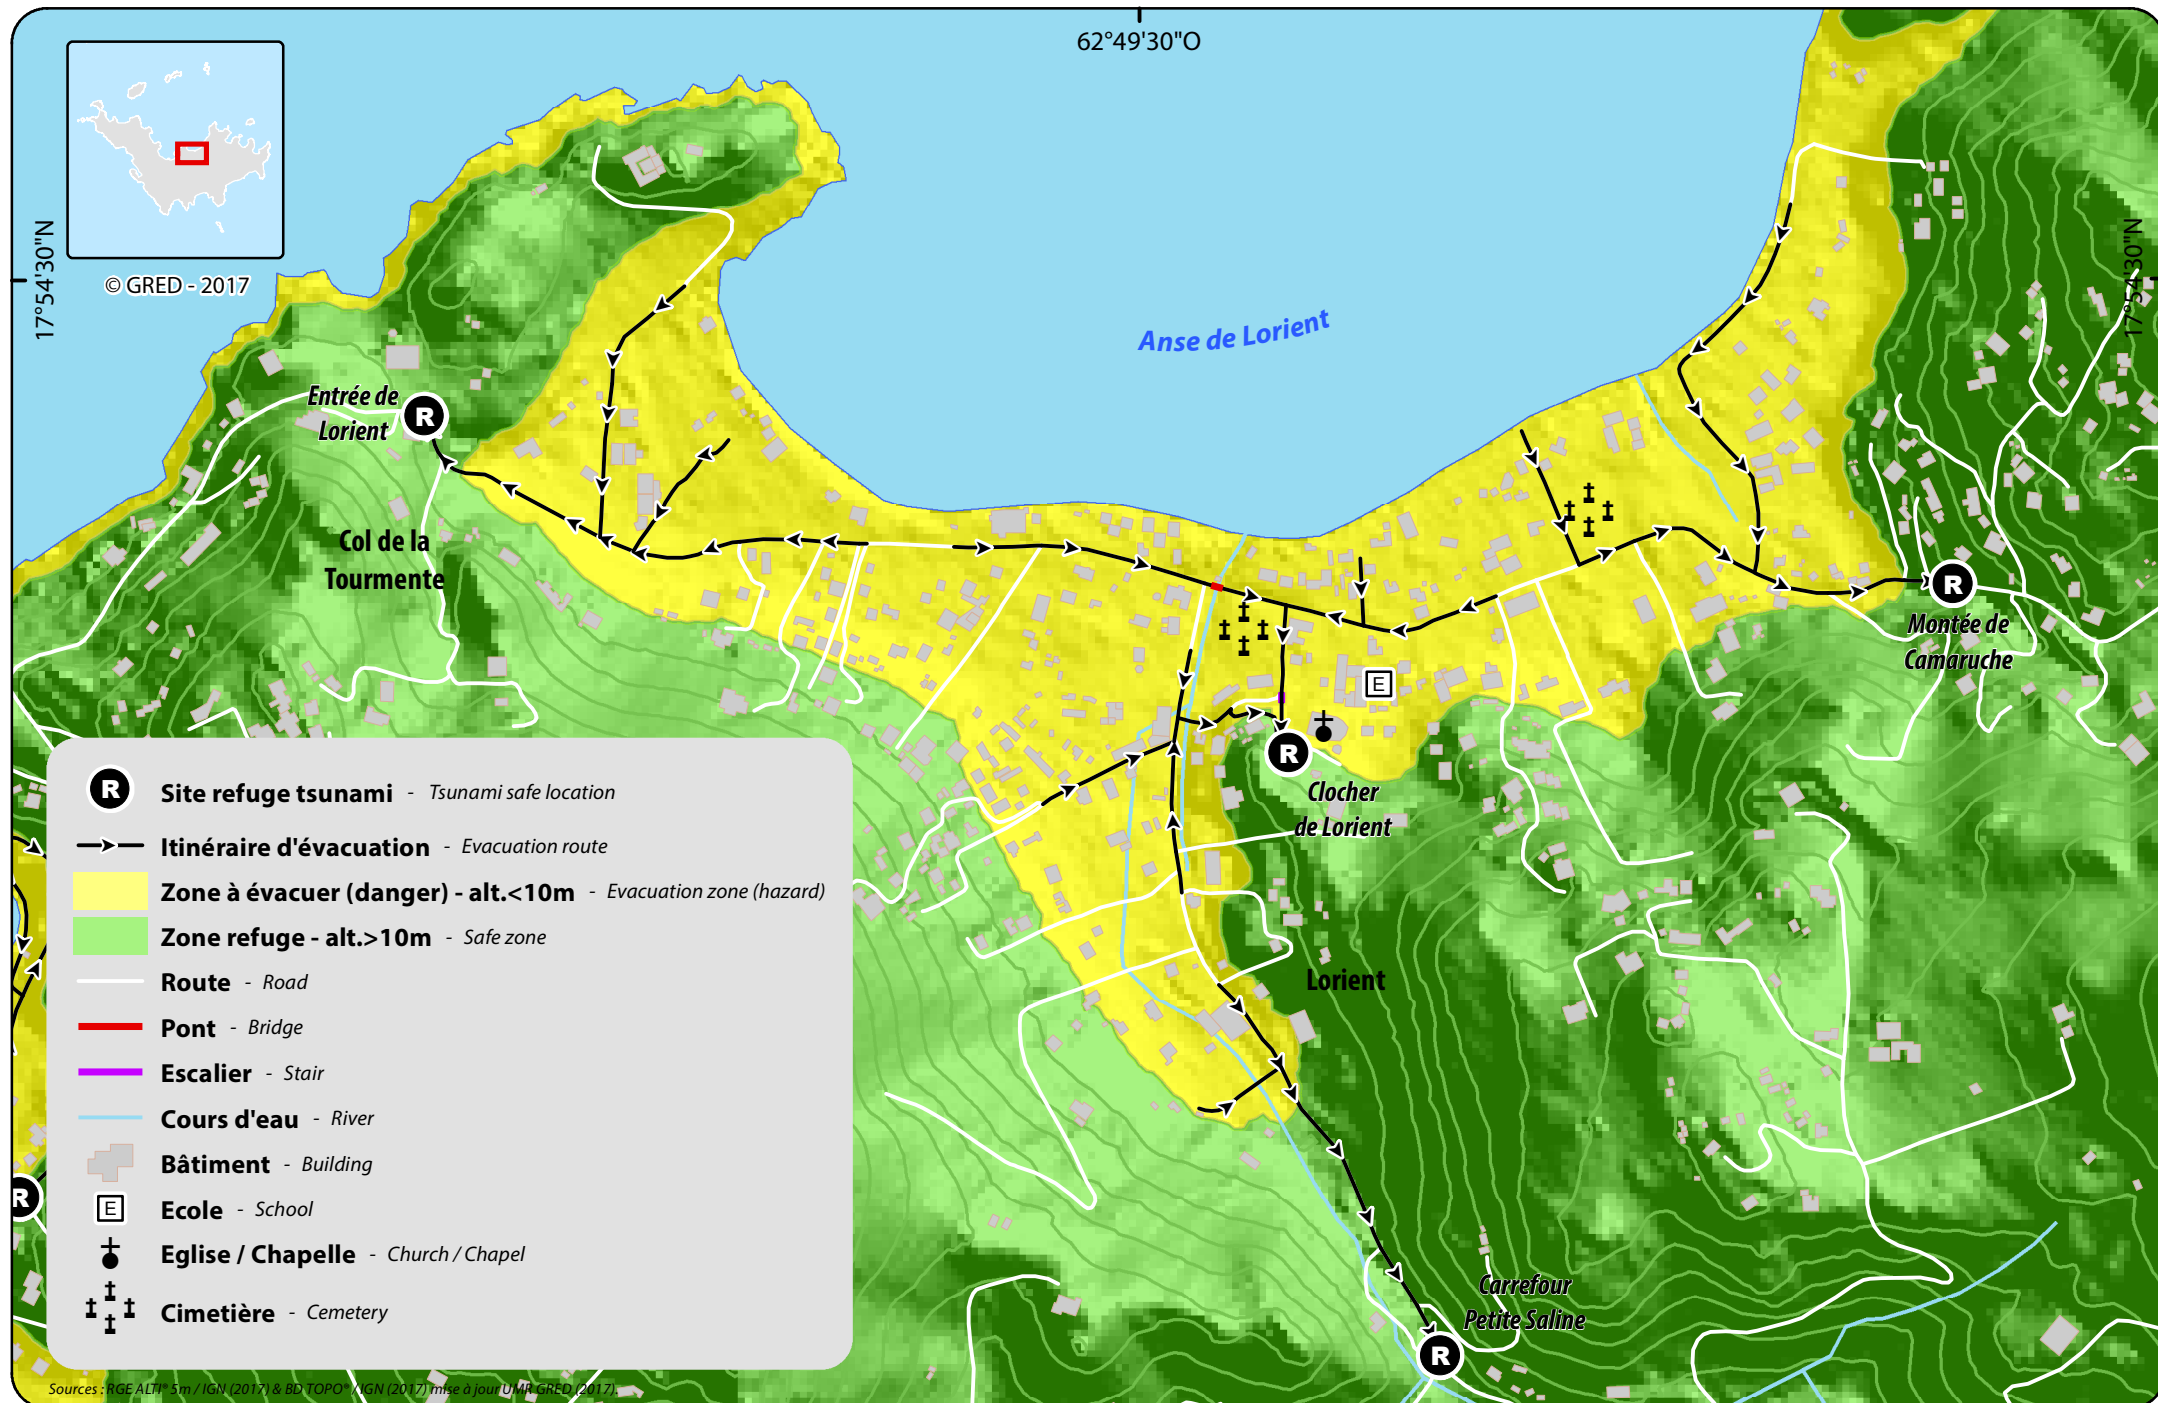 62°49'30"O
17°54'30"N
17°54'30"N
© GRED - 2017
Anse de Lorient
Entrée de
Lorient
R
Col de la
Tourmente
R
Montée de
Camaruche
E
R
Clocher
de Lorient
Lorient
Carrefour
Petite Saline
R
R
R Site refuge tsunami - Tsunami safe location
Itinéraire d'évacuation - Evacuation route
Zone à évacuer (danger) - alt.<10m - Evacuation zone (hazard)
Zone refuge - alt.>10m - Safe zone
Route - Road
Pont - Bridge
Escalier - Stair
Cours d'eau - River
Bâtiment - Building
E Ecole - School
Eglise / Chapelle - Church / Chapel
Cimetière - Cemetery
Sources : RGE ALTI® 5m / IGN (2017) & BD TOPO® / IGN (2017) mise à jour UMR GRED (2017).